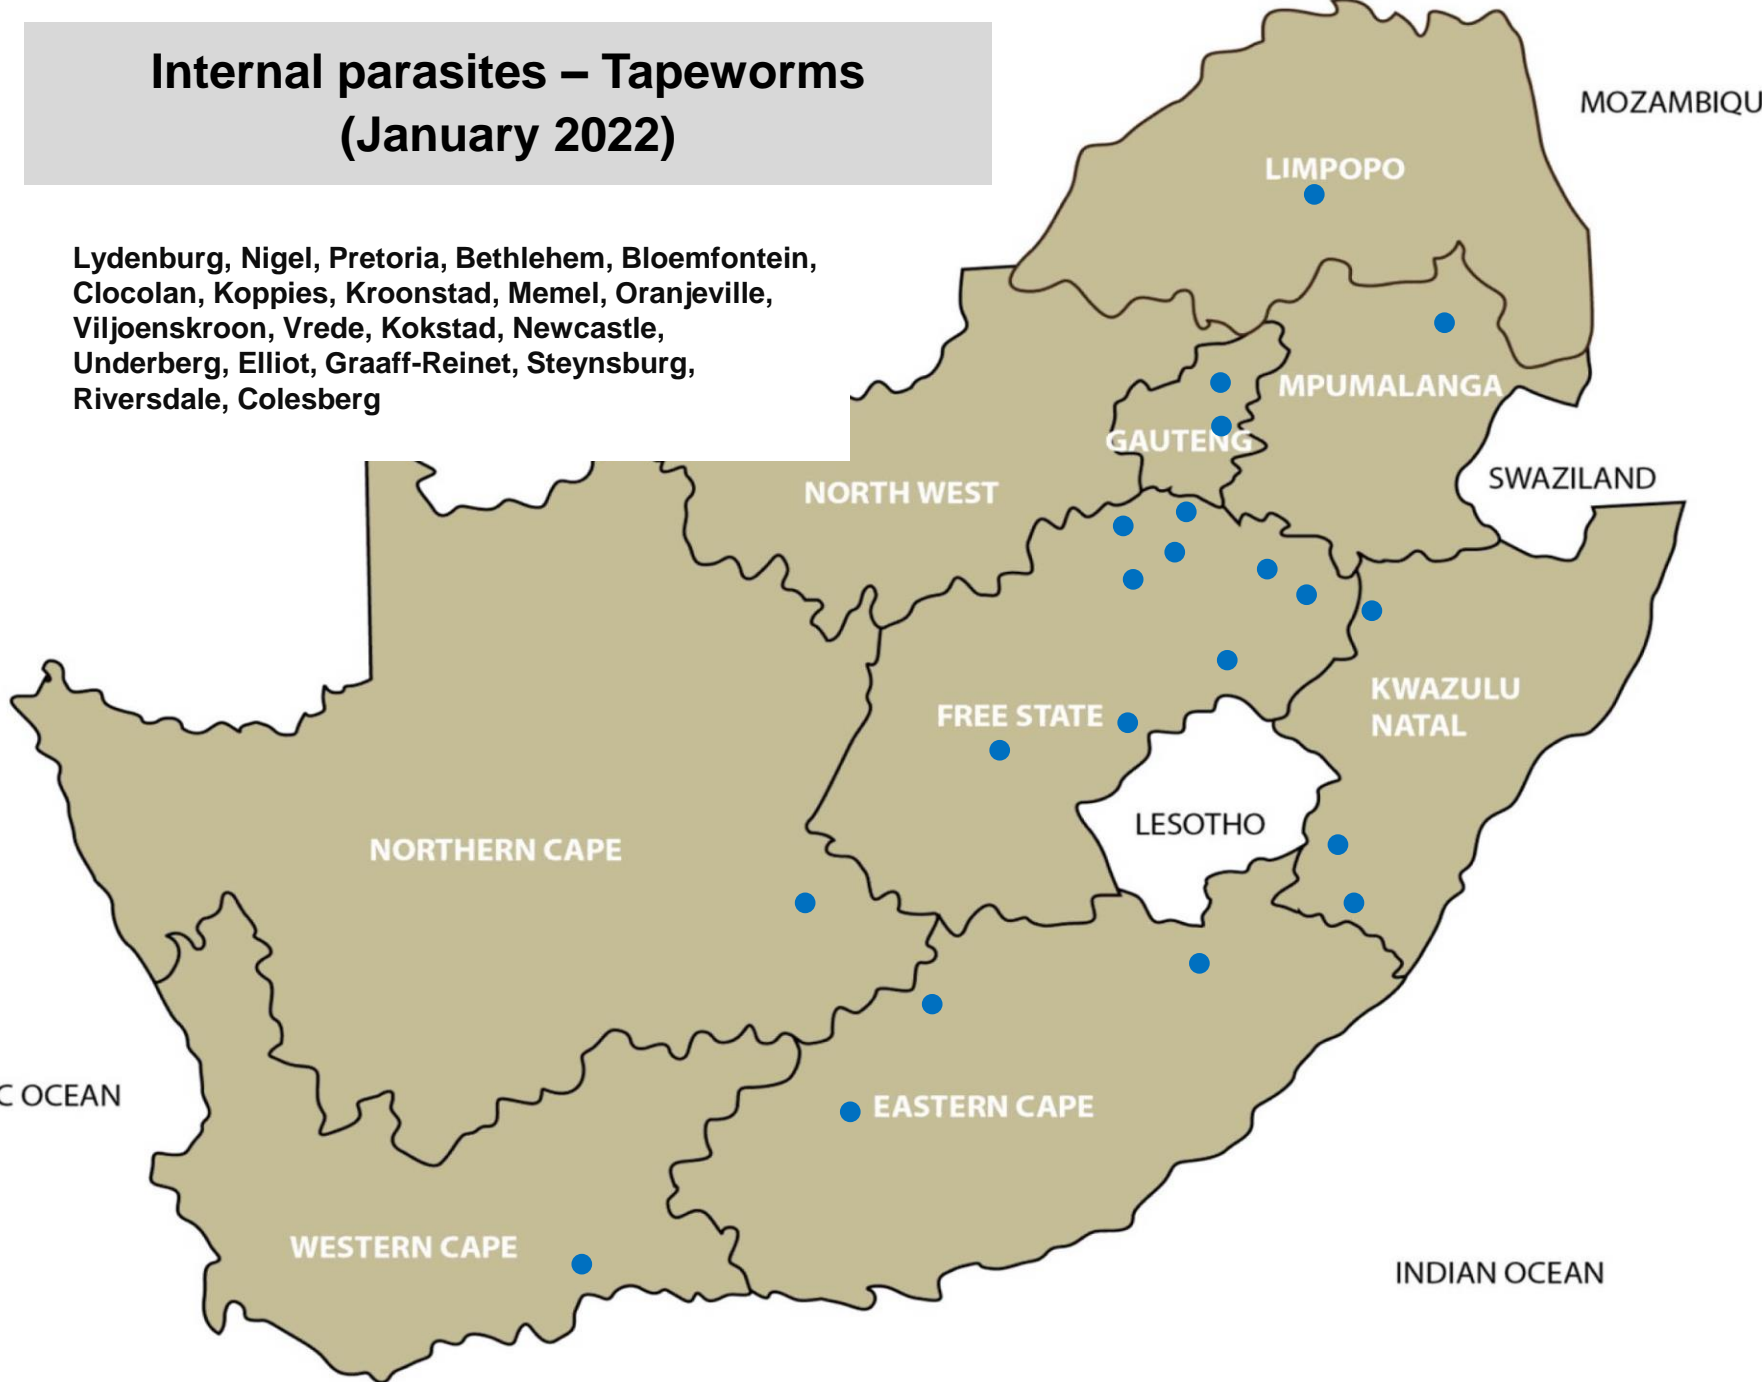 Internal parasites – Tapeworms
(January 2022)
Lydenburg, Nigel, Pretoria, Bethlehem, Bloemfontein,
Clocolan, Koppies, Kroonstad, Memel, Oranjeville,
Viljoenskroon, Vrede, Kokstad, Newcastle,
Underberg, Elliot, Graaff-Reinet, Steynsburg,
Riversdale, Colesberg
MOZAMBIQU
LIMPOPO
MPUMALANGA
GAUTENG
SWAZILAND
NORTH WEST
KWAZULU
NATAL
FREE STATE
LESOTHO
NORTHERN CAPE
C OCEAN
EASTERN CAPE
WESTERN CAPE
INDIAN OCEAN